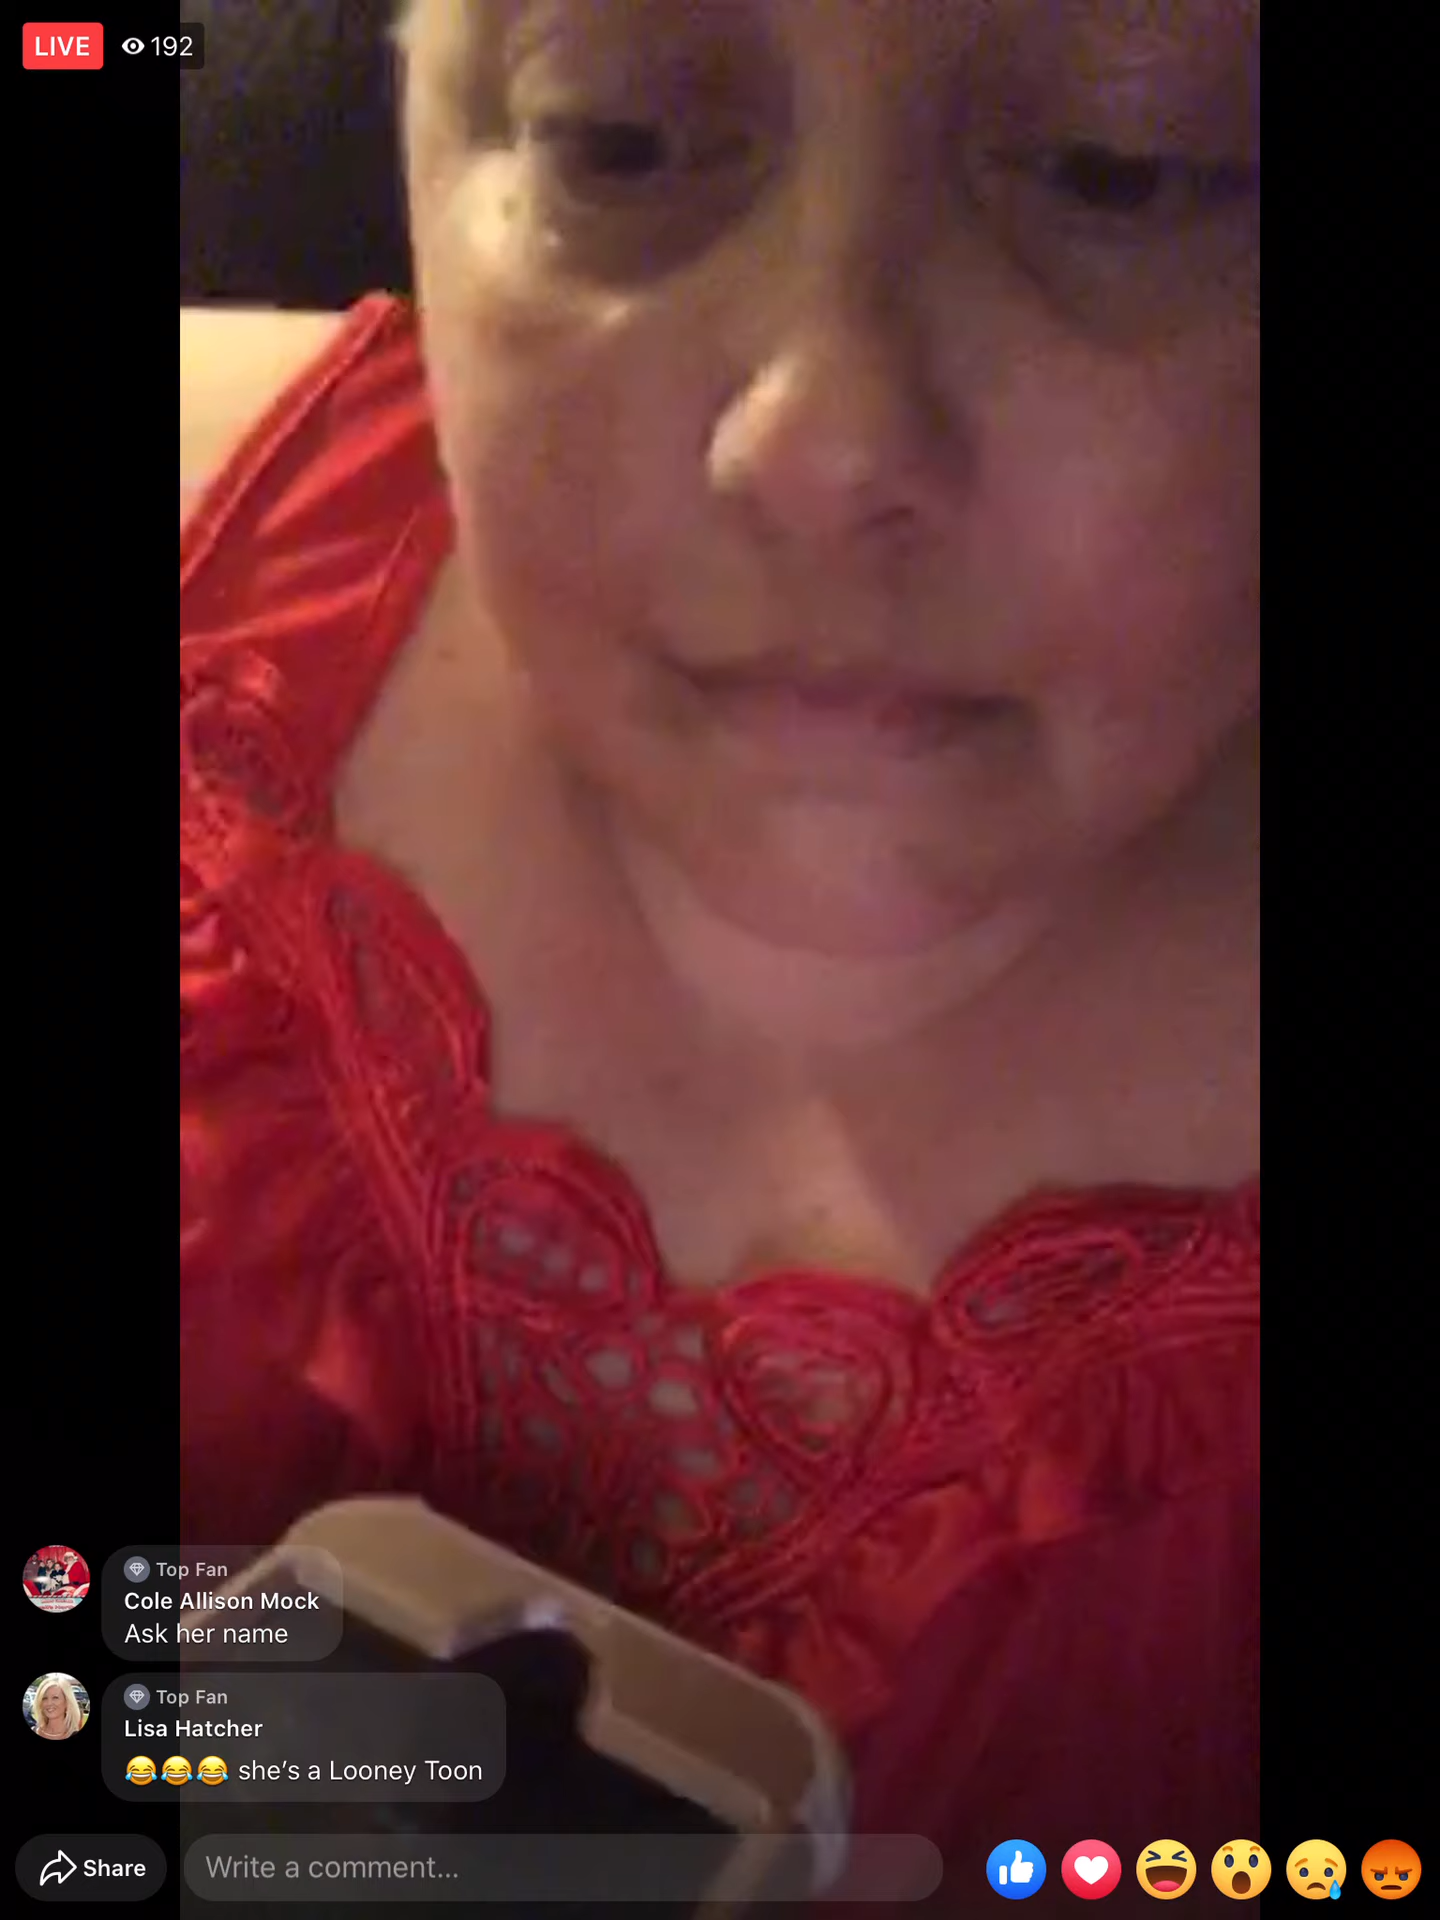 LIVE 192
Top Fan
Cole Allison Mock
Ask her name
Top Fan
Lisa Hatcher
😂😂😂 she’s a Looney Toon
Share
Write a comment...